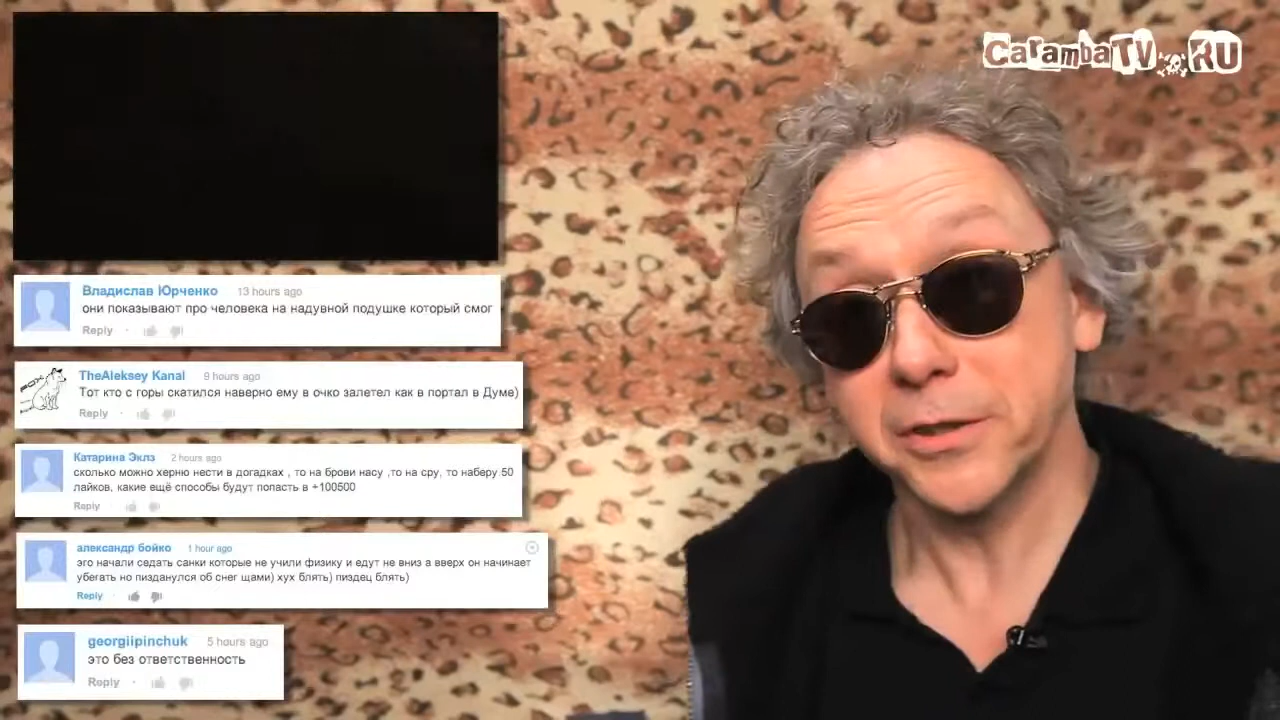 CarambaTV.RU
Владислав Юрченко 13 hours ago
они показывают про человека на надувной подушке который смог
Reply
TheAleksey Kanal 9 hours ago
Тот кто с горы скатился наверно ему в очко залетел как в портал в Думе)
Reply
Катарина Эклз 2 hours ago
сколько можно херню нести в догадках , то на брови насу ,то на сру, то наберу 50
лайков, какие ещё способы будут попасть в +100500
Reply
александр бойко 1 hour ago
эго начали седать санки которые не учили физику и едут не вниз а вверх он начинает
убегать но пизданулся об снег щами) хух блять) пиздец блять)
Reply
georgiipinchuk 5 hours ago
это без ответственность
Reply